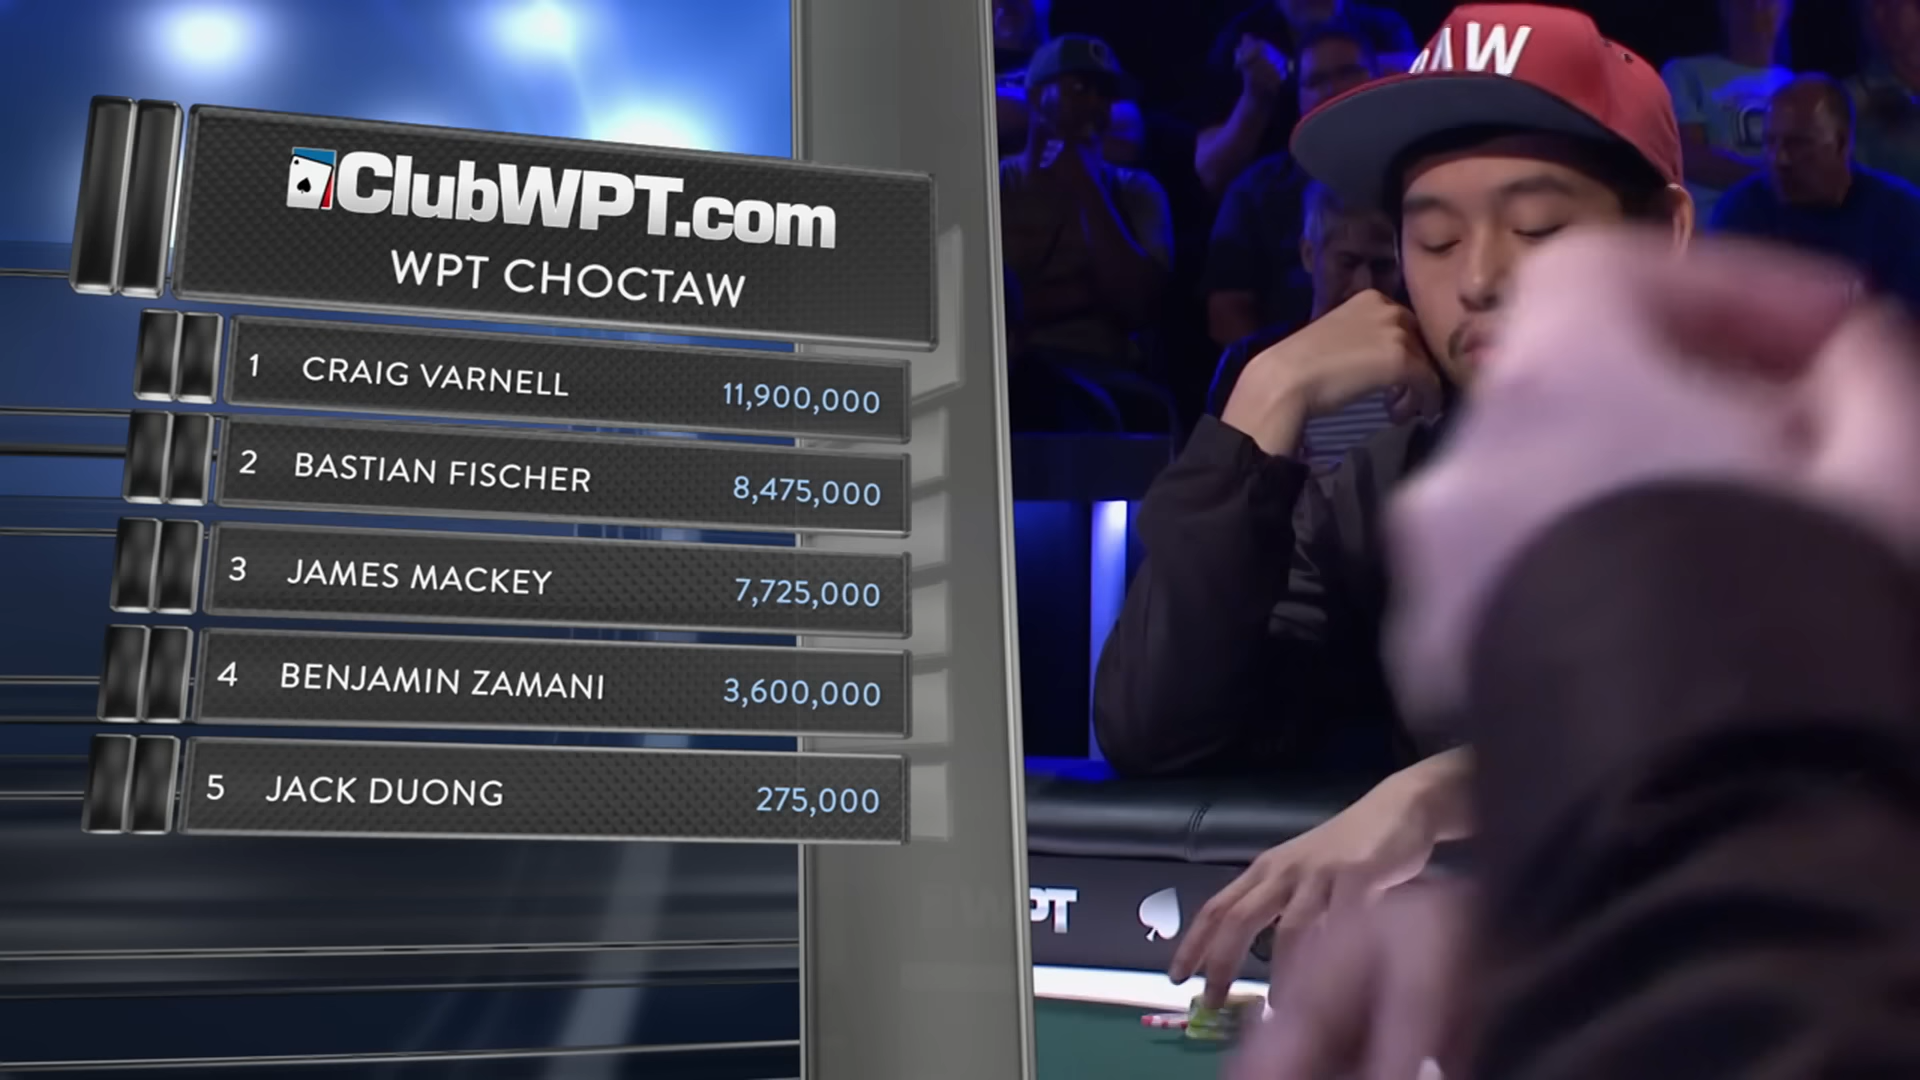 ClubWPT.com
WPT CHOCTAW
1 CRAIG VARNELL 11,900,000
2 BASTIAN FISCHER 8,475,000
3 JAMES MACKEY 7,725,000
4 BENJAMIN ZAMANI 3,600,000
5 JACK DUONG 275,000